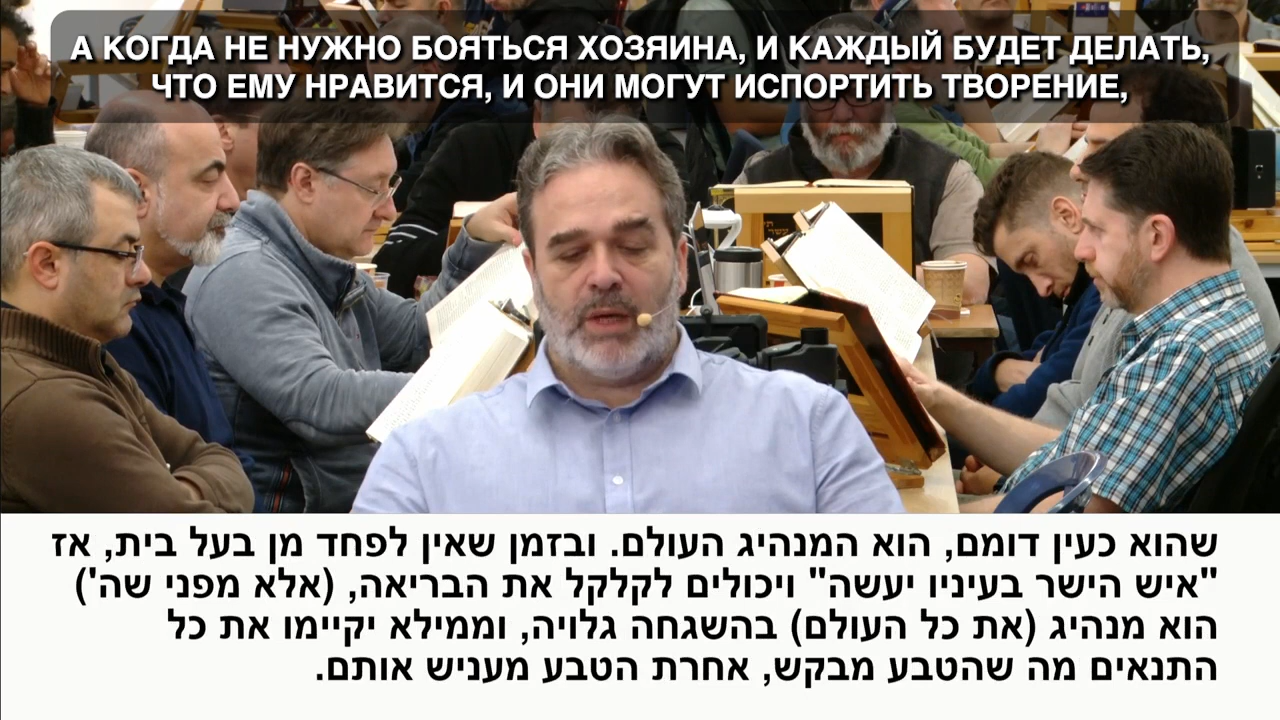 А КОГДА НЕ НУЖНО БОЯТЬСЯ ХОЗЯИНА, И КАЖДЫЙ БУДЕТ ДЕЛАТЬ,
ЧТО ЕМУ НРАВИТСЯ, И ОНИ МОГУТ ИСПОРТИТЬ ТВОРЕНИЕ,
שהוא כעין דומם, הוא המנהיג העולם. ובזמן שאין לפחד מן בעל בית, אז
"איש הישר בעיניו יעשה" ויכולים לקלקל את הבריאה, (אלא מפני שה')
הוא מנהיג (את כל העולם) בהשגחה גלויה, וממילא יקיימו את כל
התנאים מה שהטבע מבקש, אחרת הטבע מעניש אותם.